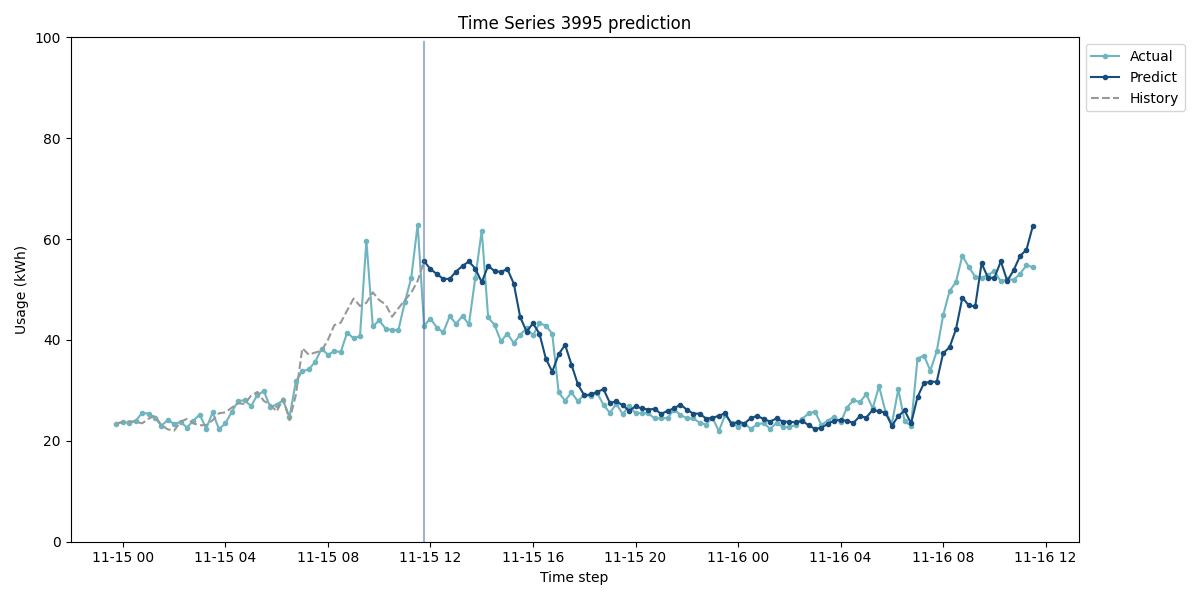 Time Series 3995 prediction
Usage (kWh)
100
80
60
40
20
0
11-15 00
11-15 04
11-15 08
11-15 12
11-15 16
11-15 20
11-16 00
11-16 04
11-16 08
11-16 12
Time step
Actual
Predict
History